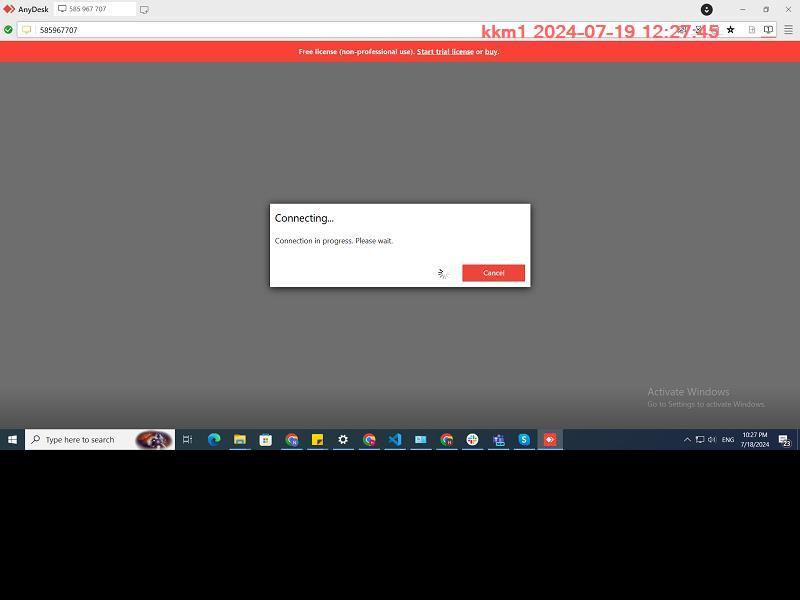 AnyDesk
585 967 707
585967707
kkm1 2024-07-19 12:27:45
Free license (non-professional use). Start trial license or buy.
Connecting...
Connection in progress. Please wait.
Cancel
Activate Windows
Go to Settings to activate Windows.
Type here to search
ENG
10:27 PM
7/18/2024
23